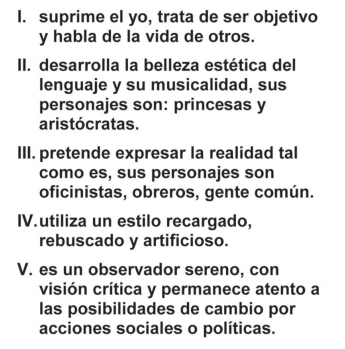 I. suprime el yo, trata de ser objetivo
y habla de la vida de otros.
II. desarrolla la belleza estética del
lenguaje y su musicalidad, sus
personajes son: princesas y
aristócratas.
III. pretende expresar la realidad tal
como es, sus personajes son
oficinistas, obreros, gente común.
IV. utiliza un estilo recargado,
rebuscado y artificioso.
V. es un observador sereno, con
visión crítica y permanece atento a
las posibilidades de cambio por
acciones sociales o políticas.